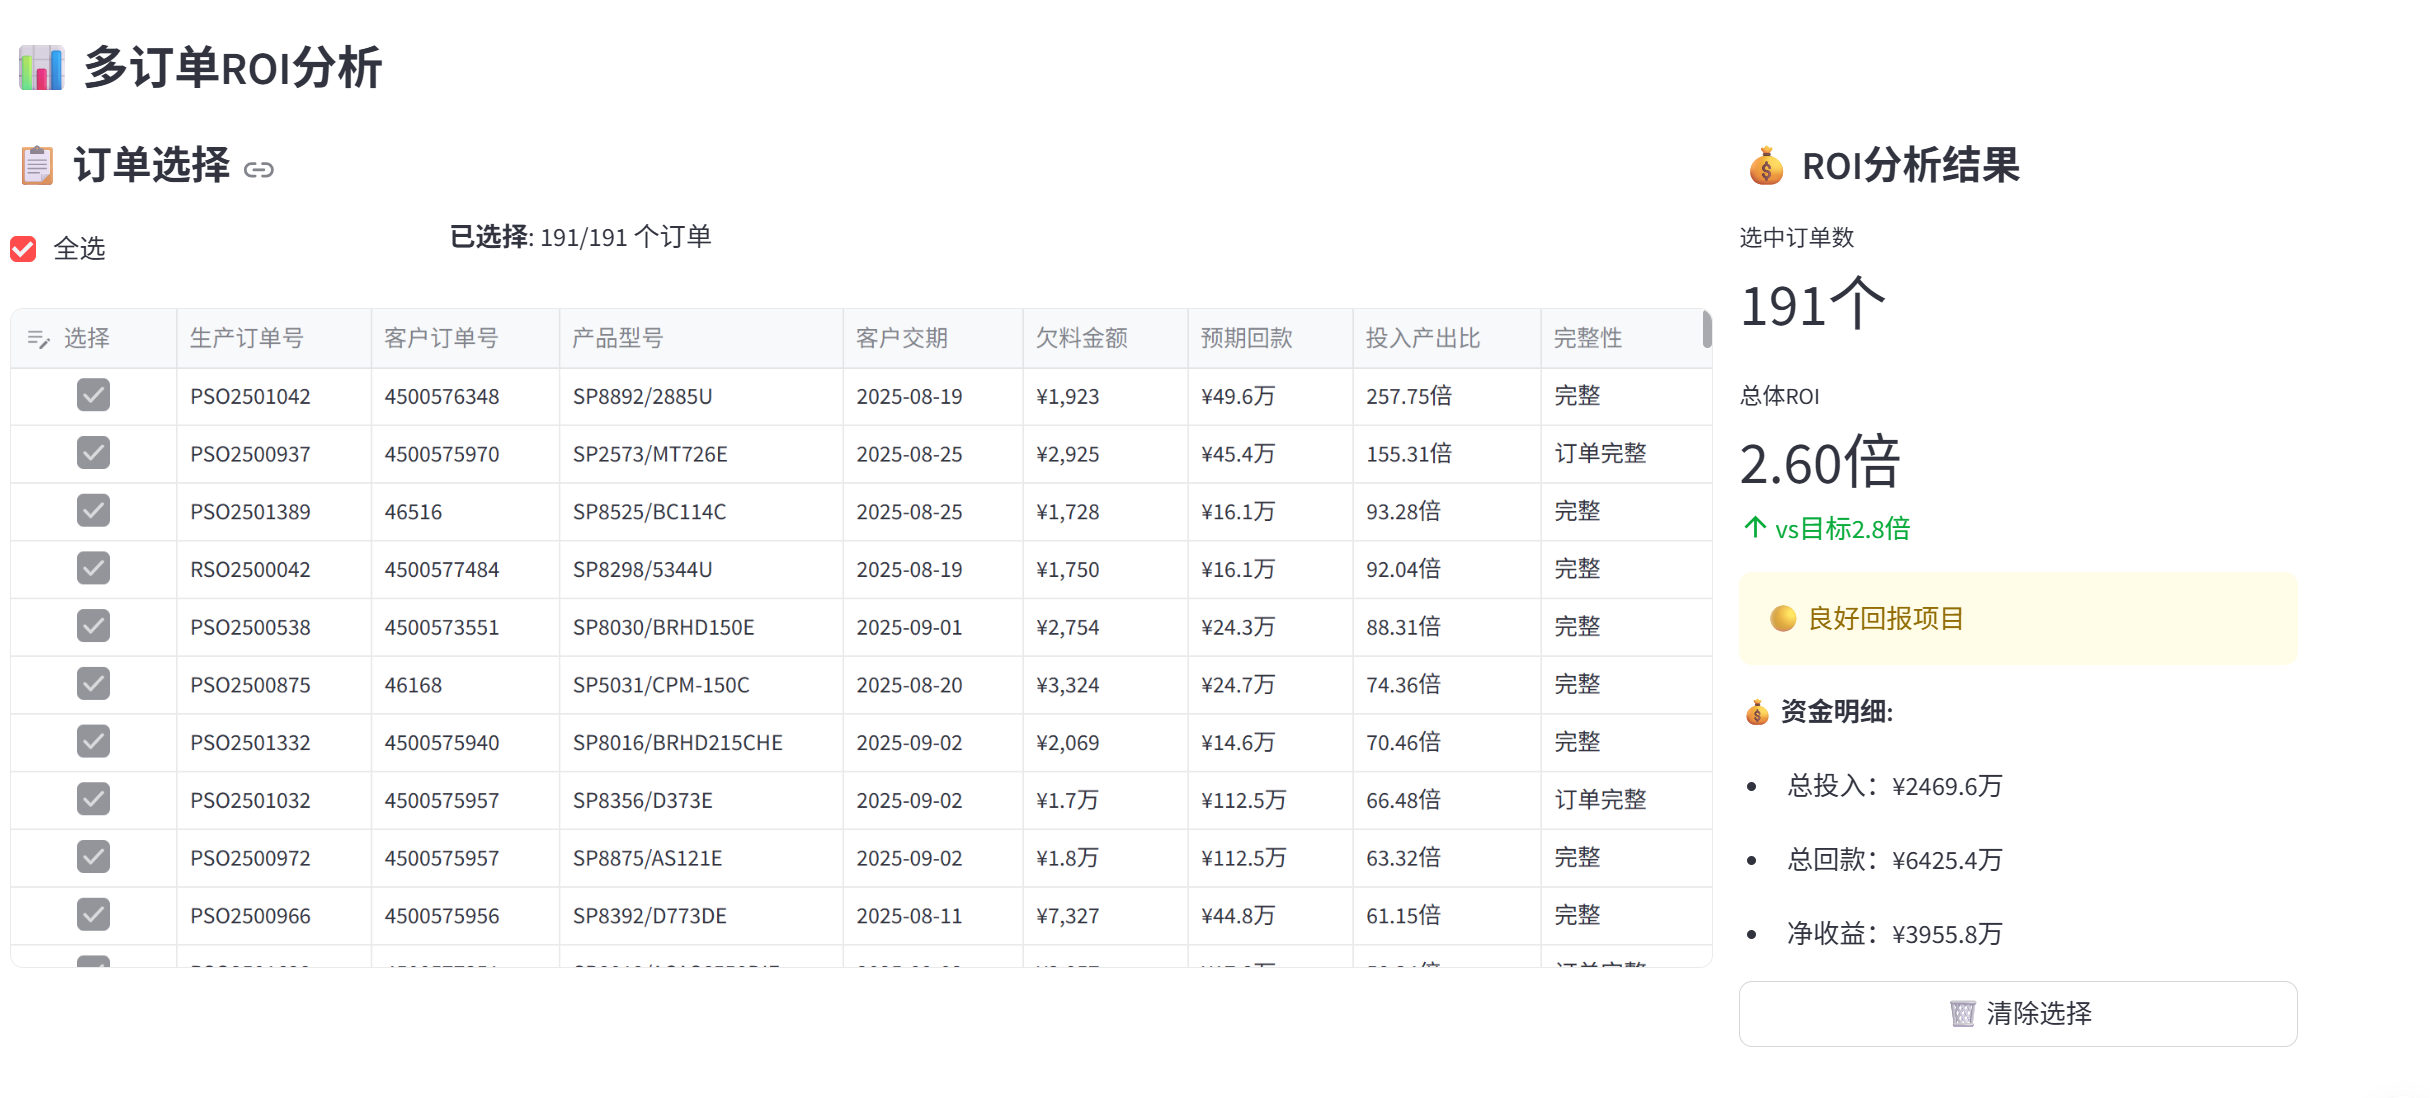 多订单ROI分析
订单选择
全选
已选择: 191/191 个订单
选择 生产订单号 客户订单号 产品型号 客户交期 欠料金额 预期回款 投入产出比 完整性
PSO2501042 4500576348 SP8892/2885U 2025-08-19 ¥1,923 ¥49.6万 257.75倍 完整
PSO2500937 4500575970 SP2573/MT726E 2025-08-25 ¥2,925 ¥45.4万 155.31倍 订单完整
PSO2501389 46516 SP8525/BC114C 2025-08-25 ¥1,728 ¥16.1万 93.28倍 完整
RSO2500042 4500577484 SP8298/5344U 2025-08-19 ¥1,750 ¥16.1万 92.04倍 完整
PSO2500538 4500573551 SP8030/BRHD150E 2025-09-01 ¥2,754 ¥24.3万 88.31倍 完整
PSO2500875 46168 SP5031/CPM-150C 2025-08-20 ¥3,324 ¥24.7万 74.36倍 完整
PSO2501332 4500575940 SP8016/BRHD215CHE 2025-09-02 ¥2,069 ¥14.6万 70.46倍 完整
PSO2501032 4500575957 SP8356/D373E 2025-09-02 ¥1.7万 ¥112.5万 66.48倍 订单完整
PSO2500972 4500575957 SP8875/AS121E 2025-09-02 ¥1.8万 ¥112.5万 63.32倍 完整
PSO2500966 4500575956 SP8392/D773DE 2025-08-11 ¥7,327 ¥44.8万 61.15倍 完整
ROI分析结果
选中订单数
191个
总体ROI
2.60倍
↑ vs目标2.8倍
良好回报项目
资金明细:
• 总投入：¥2469.6万
• 总回款：¥6425.4万
• 净收益：¥3955.8万
清除选择